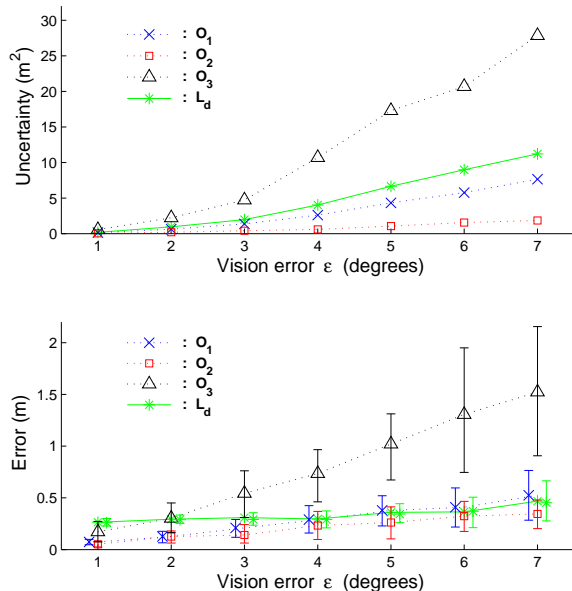 30
25
20
15
10
5
0
Uncertainty (m²)
: O₁
: O₂
: O₃
: L_d
1 2 3 4 5 6 7
Vision error ε (degrees)
2
1.5
1
0.5
0
Error (m)
: O₁
: O₂
: O₃
: L_d
1 2 3 4 5 6 7
Vision error ε (degrees)